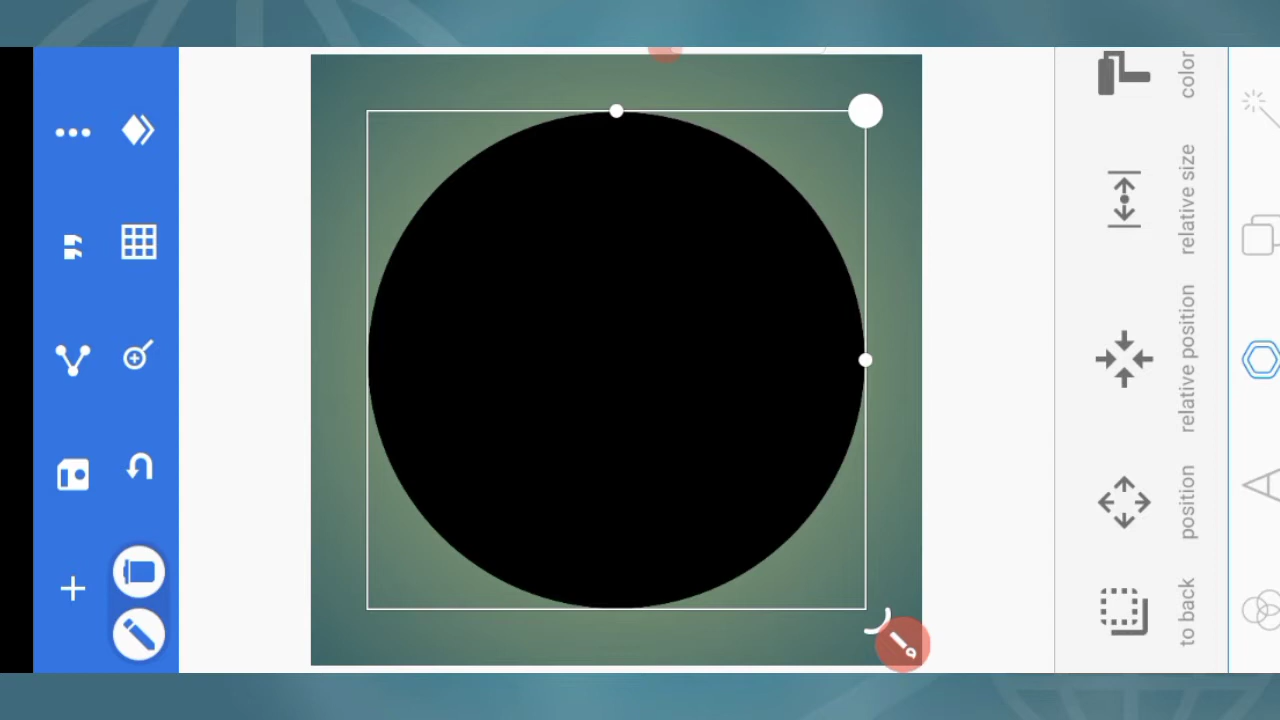 color
relative size
relative position
position
to back